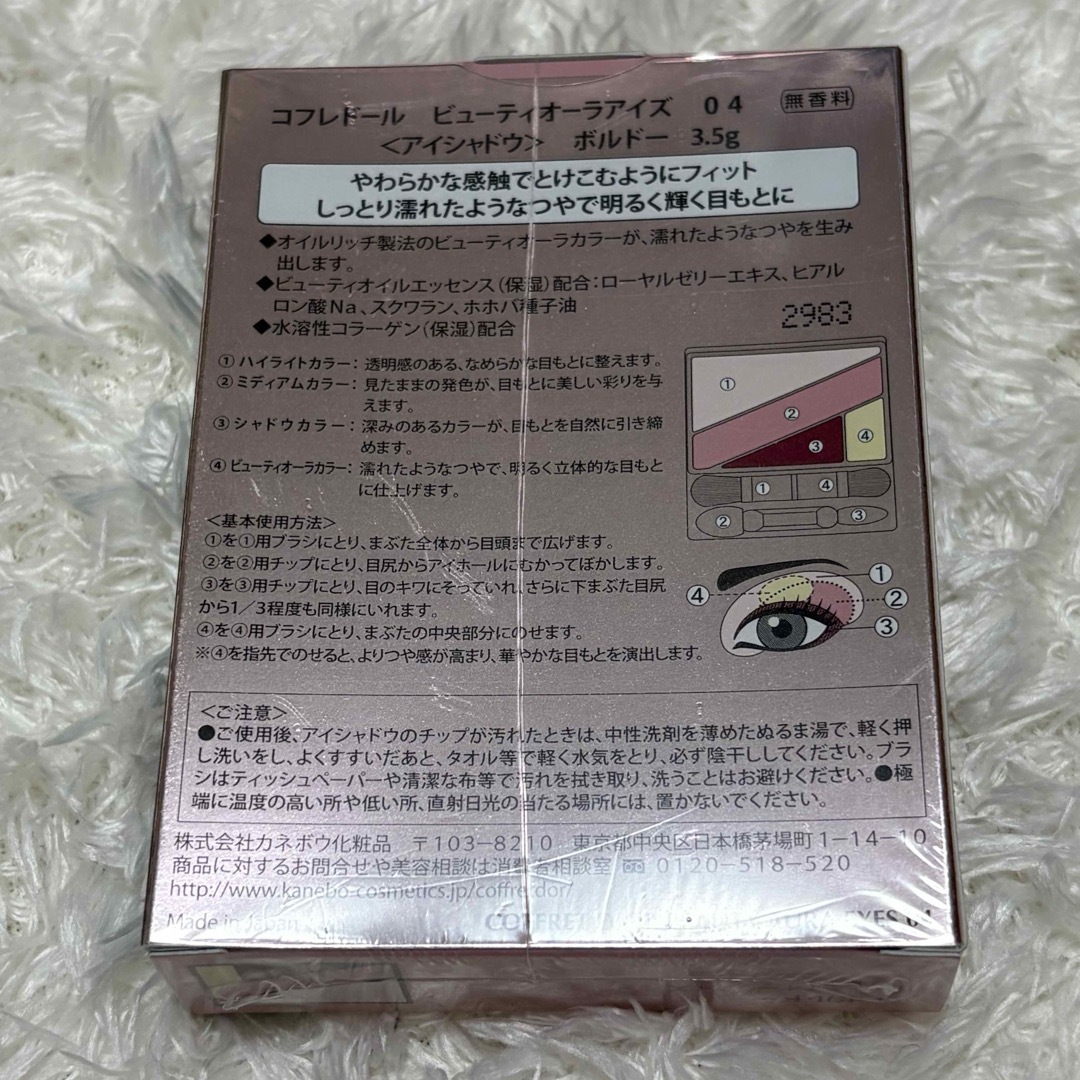 コフレドール ビューティオーラアイズ 04 無香料
<アイシャドウ> ボルドー 3.5g
やわらかな感触でとけこむようにフィット
しっとり濡れたようなつやで明るく輝く目もとに
◆オイルリッチ製法のビューティオーラカラーが、濡れたようなつやを生み
出します。
◆ビューティオイルエッセンス(保湿)配合:ローヤルゼリーエキス、ヒアル
ロン酸Na、スクワラン、ホホバ種子油
◆水溶性コラーゲン(保湿)配合
2983
①ハイライトカラー:透明感のある、なめらかな目もとに整えます。
②ミディアムカラー:見たままの発色が、目もとに美しい彩りを与
えます。
③シャドウカラー:深みのあるカラーが、目もとを自然に引き締
めます。
④ビューティオーラカラー:濡れたようなつやで、明るく立体的な目もと
に仕上げます。
①
②
③
④
① ④
② ③
<基本使用方法>
①を①用ブラシにとり、まぶた全体から目頭まで広げます。
②を②用チップにとり、目尻からアイホールにむかってぼかします。
③を③用チップにとり、目のキワにそっていれ、さらに下まぶた目尻
から1/3程度も同様にいれます。
④を④用ブラシにとり、まぶたの中央部分にのせます。
※④を指先でのせると、よりつや感が高まり、華やかな目もとを演出します。
①
②
③
④
<ご注意>
●ご使用後、アイシャドウのチップが汚れたときは、中性洗剤を薄めたぬるま湯で、軽く押
し洗いをし、よくすすいだあと、タオル等で軽く水気をとり、必ず陰干ししてください。ブラ
シはティッシュペーパーや清潔な布等で汚れを拭き取り、洗うことはお避けください。●極
端に温度の高い所や低い所、直射日光の当たる場所には、置かないでください。
株式会社カネボウ化粧品 〒103-8210 東京都中央区日本橋茅場町1-14-10
商品に対するお問合せや美容相談は消費者相談室 0120-518-520
http://www.kanebo-cosmetics.jp/coffretdor/
Made in Japan COFFRET EYES 04